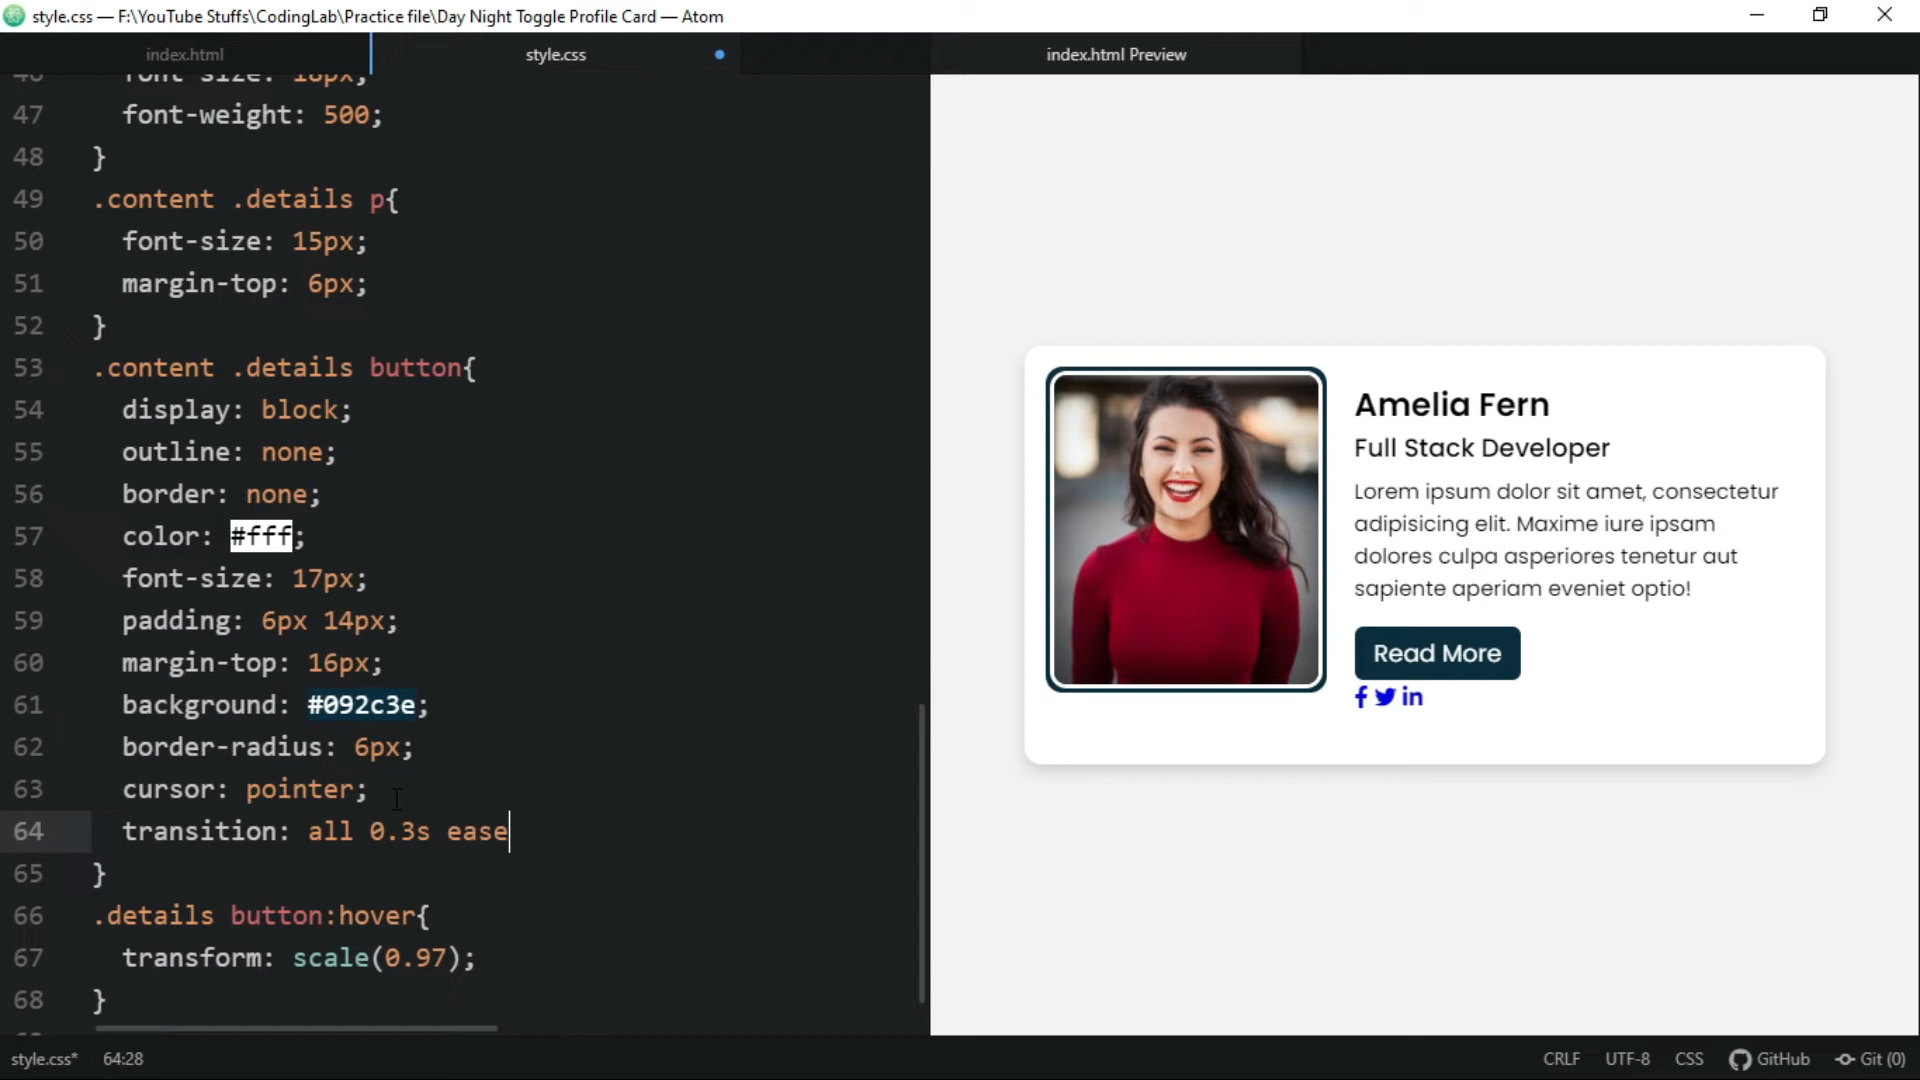 style.css — F:\YouTube Stuffs\CodingLab\Practice file\Day Night Toggle Profile Card — Atom
index.html
style.css
index.html Preview
46 font-size: 18px;
47 font-weight: 500;
48 }
49 .content .details p{
50 font-size: 15px;
51 margin-top: 6px;
52 }
53 .content .details button{
54 display: block;
55 outline: none;
56 border: none;
57 color: #fff;
58 font-size: 17px;
59 padding: 6px 14px;
60 margin-top: 16px;
61 background: #092c3e;
62 border-radius: 6px;
63 cursor: pointer;
64 transition: all 0.3s ease
65 }
66 .details button:hover{
67 transform: scale(0.97);
68 }
Amelia Fern
Full Stack Developer
Lorem ipsum dolor sit amet, consectetur
adipisicing elit. Maxime iure ipsam
dolores culpa asperiores tenetur aut
sapiente aperiam eveniet optio!
Read More
style.css* 64:28
CRLF UTF-8 CSS GitHub Git (0)